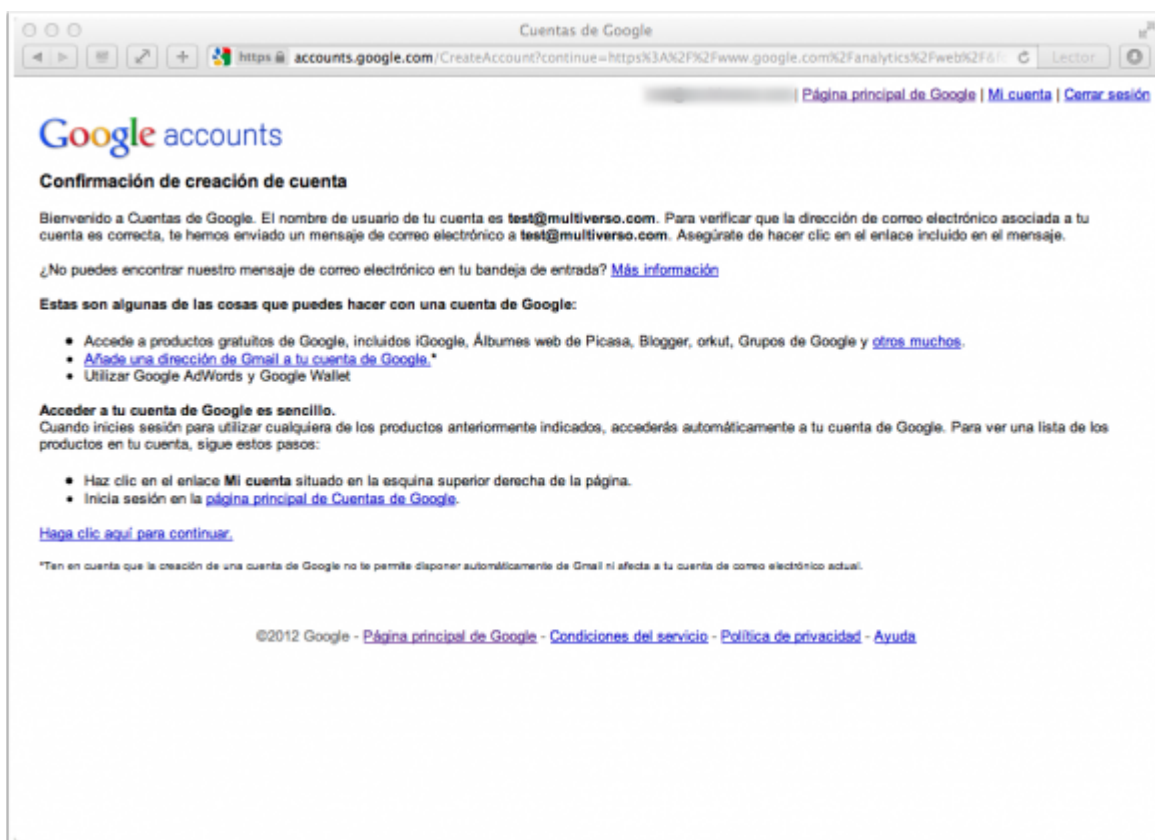 Cuentas de Google
https accounts.google.com/CreateAccount?continue=https%3A%2F%2Fwww.google.com%2Fanalytics%2Fweb%2F&f
Lector
| Página principal de Google | Mi cuenta | Cerrar sesión
Google accounts
Confirmación de creación de cuenta
Bienvenido a Cuentas de Google. El nombre de usuario de tu cuenta es test@multiverso.com. Para verificar que la dirección de correo electrónico asociada a tu
cuenta es correcta, te hemos enviado un mensaje de correo electrónico a test@multiverso.com. Asegúrate de hacer clic en el enlace incluido en el mensaje.
¿No puedes encontrar nuestro mensaje de correo electrónico en tu bandeja de entrada? Más información
Estas son algunas de las cosas que puedes hacer con una cuenta de Google:
• Accede a productos gratuitos de Google, incluidos iGoogle, Álbumes web de Picasa, Blogger, orkut, Grupos de Google y otros muchos.
• Añade una dirección de Gmail a tu cuenta de Google.*
• Utilizar Google AdWords y Google Wallet
Acceder a tu cuenta de Google es sencillo.
Cuando inicies sesión para utilizar cualquiera de los productos anteriormente indicados, accederás automáticamente a tu cuenta de Google. Para ver una lista de los
productos en tu cuenta, sigue estos pasos:
• Haz clic en el enlace Mi cuenta situado en la esquina superior derecha de la página.
• Inicia sesión en la página principal de Cuentas de Google.
Haga clic aquí para continuar.
*Ten en cuenta que la creación de una cuenta de Google no te permite disponer automáticamente de Gmail ni afecta a tu cuenta de correo electrónico actual.
©2012 Google - Página principal de Google - Condiciones del servicio - Política de privacidad - Ayuda